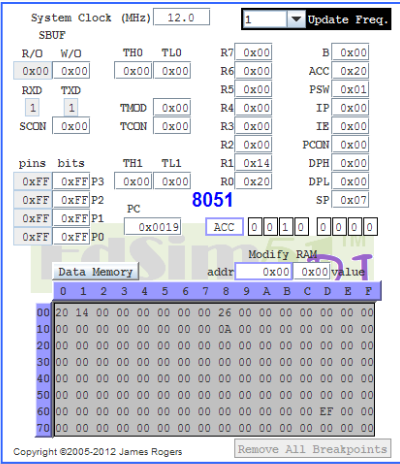 System Clock (MHz) 12.0 1 Update Freq.
SBUF
R/O W/O TH0 TL0 R7 0x00 B 0x00
0x00 0x00 0x00 0x00 R6 0x00 ACC 0x20
RXD TXD R5 0x00 PSW 0x01
1 1 TMOD 0x00 R4 0x00 IP 0x00
SCON 0x00 TCON 0x00 R3 0x00 IE 0x00
R2 0x00 PCON 0x00
pins bits TH1 TL1 R1 0x14 DPH 0x00
0xFF 0xFF P3 0x00 0x00 R0 0x20 DPL 0x00
0xFF 0xFF P2 8051 SP 0x07
0xFF 0xFF P1 PC
0xFF 0xFF P0 0x0019 ACC 0 0 1 0 0 0 0 0
EdSim51 TM
Modify RAM
Data Memory addr 0x00 0x00 value
0 1 2 3 4 5 6 7 8 9 A B C D E F
00 20 14 00 00 00 00 00 00 26 00 00 00 00 00 00 00
10 00 00 00 00 00 00 00 00 0A 00 00 00 00 00 00 00
20 00 00 00 00 00 00 00 00 00 00 00 00 00 00 00 00
30 00 00 00 00 00 00 00 00 00 00 00 00 00 00 00 00
40 00 00 00 00 00 00 00 00 00 00 00 00 00 00 00 00
50 00 00 00 00 00 00 00 00 00 00 00 00 00 00 00 00
60 00 00 00 00 00 00 00 00 00 00 00 00 00 EF 00 00
70 00 00 00 00 00 00 00 00 00 00 00 00 00 00 00 00
Copyright ©2005-2012 James Rogers Remove All Breakpoints